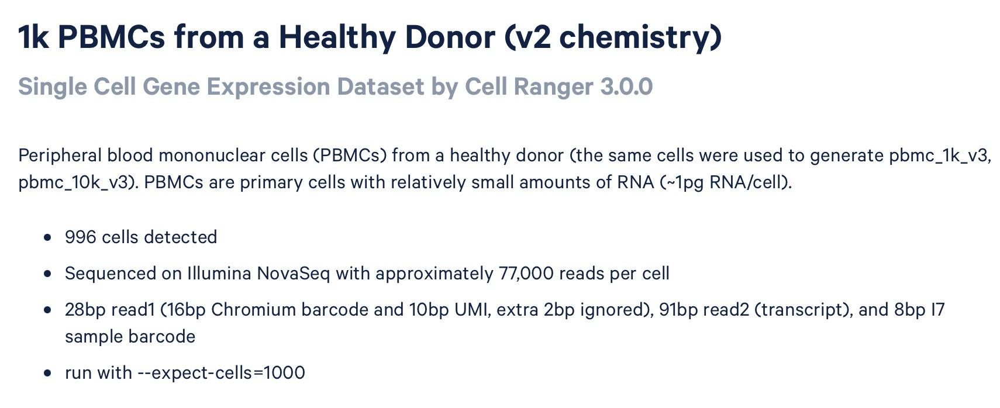 1k PBMCs from a Healthy Donor (v2 chemistry)
Single Cell Gene Expression Dataset by Cell Ranger 3.0.0
Peripheral blood mononuclear cells (PBMCs) from a healthy donor (the same cells were used to generate pbmc_1k_v3,
pbmc_10k_v3). PBMCs are primary cells with relatively small amounts of RNA (~1pg RNA/cell).
• 996 cells detected
• Sequenced on Illumina NovaSeq with approximately 77,000 reads per cell
• 28bp read1 (16bp Chromium barcode and 10bp UMI, extra 2bp ignored), 91bp read2 (transcript), and 8bp I7
sample barcode
• run with --expect-cells=1000